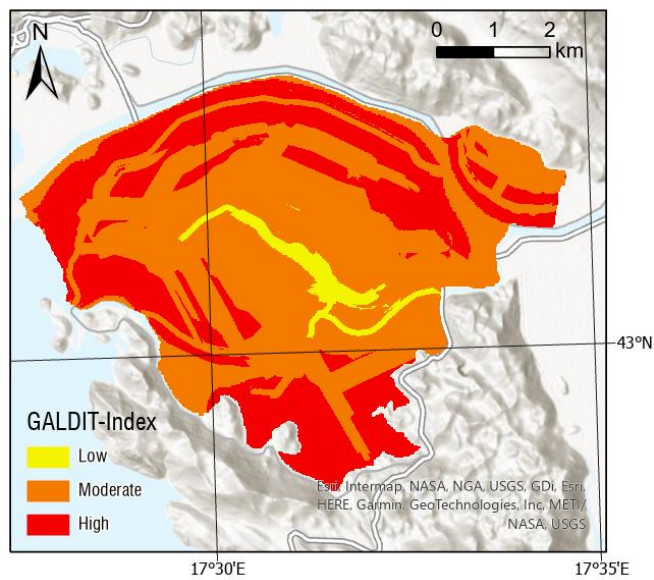 N
0 1 2
km
43°N
GALDIT-Index
Low
Moderate
High
Esri, Intermap, NASA, NGA, USGS, GDi, Esri,
HERE, Garmin, GeoTechnologies, Inc, METI/
NASA, USGS
17°30'E 17°35'E